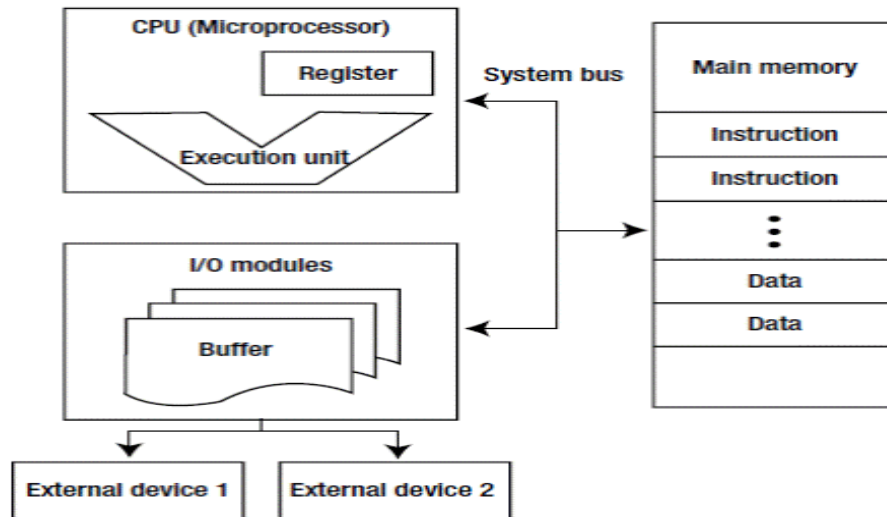 CPU (Microprocessor)
Register
Execution unit
System bus
Main memory
Instruction
Instruction
Data
Data
I/O modules
Buffer
External device 1
External device 2